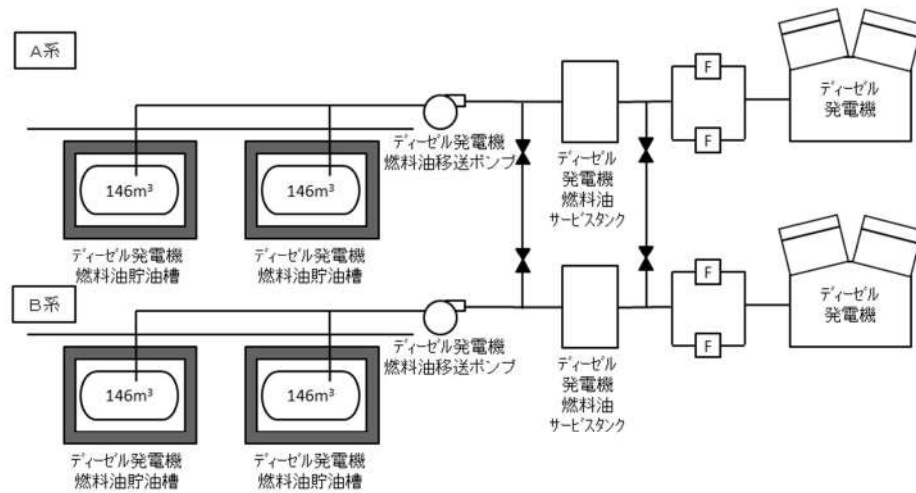 A系
F
F
ディーゼル
発電機
146m³
146m³
ディーゼル発電機
燃料油移送ポンプ
ディーゼル
発電機
燃料油
サービスタンク
ディーゼル発電機
燃料油貯油槽
ディーゼル発電機
燃料油貯油槽
B系
F
F
ディーゼル
発電機
146m³
146m³
ディーゼル発電機
燃料油移送ポンプ
ディーゼル
発電機
燃料油
サービスタンク
ディーゼル発電機
燃料油貯油槽
ディーゼル発電機
燃料油貯油槽